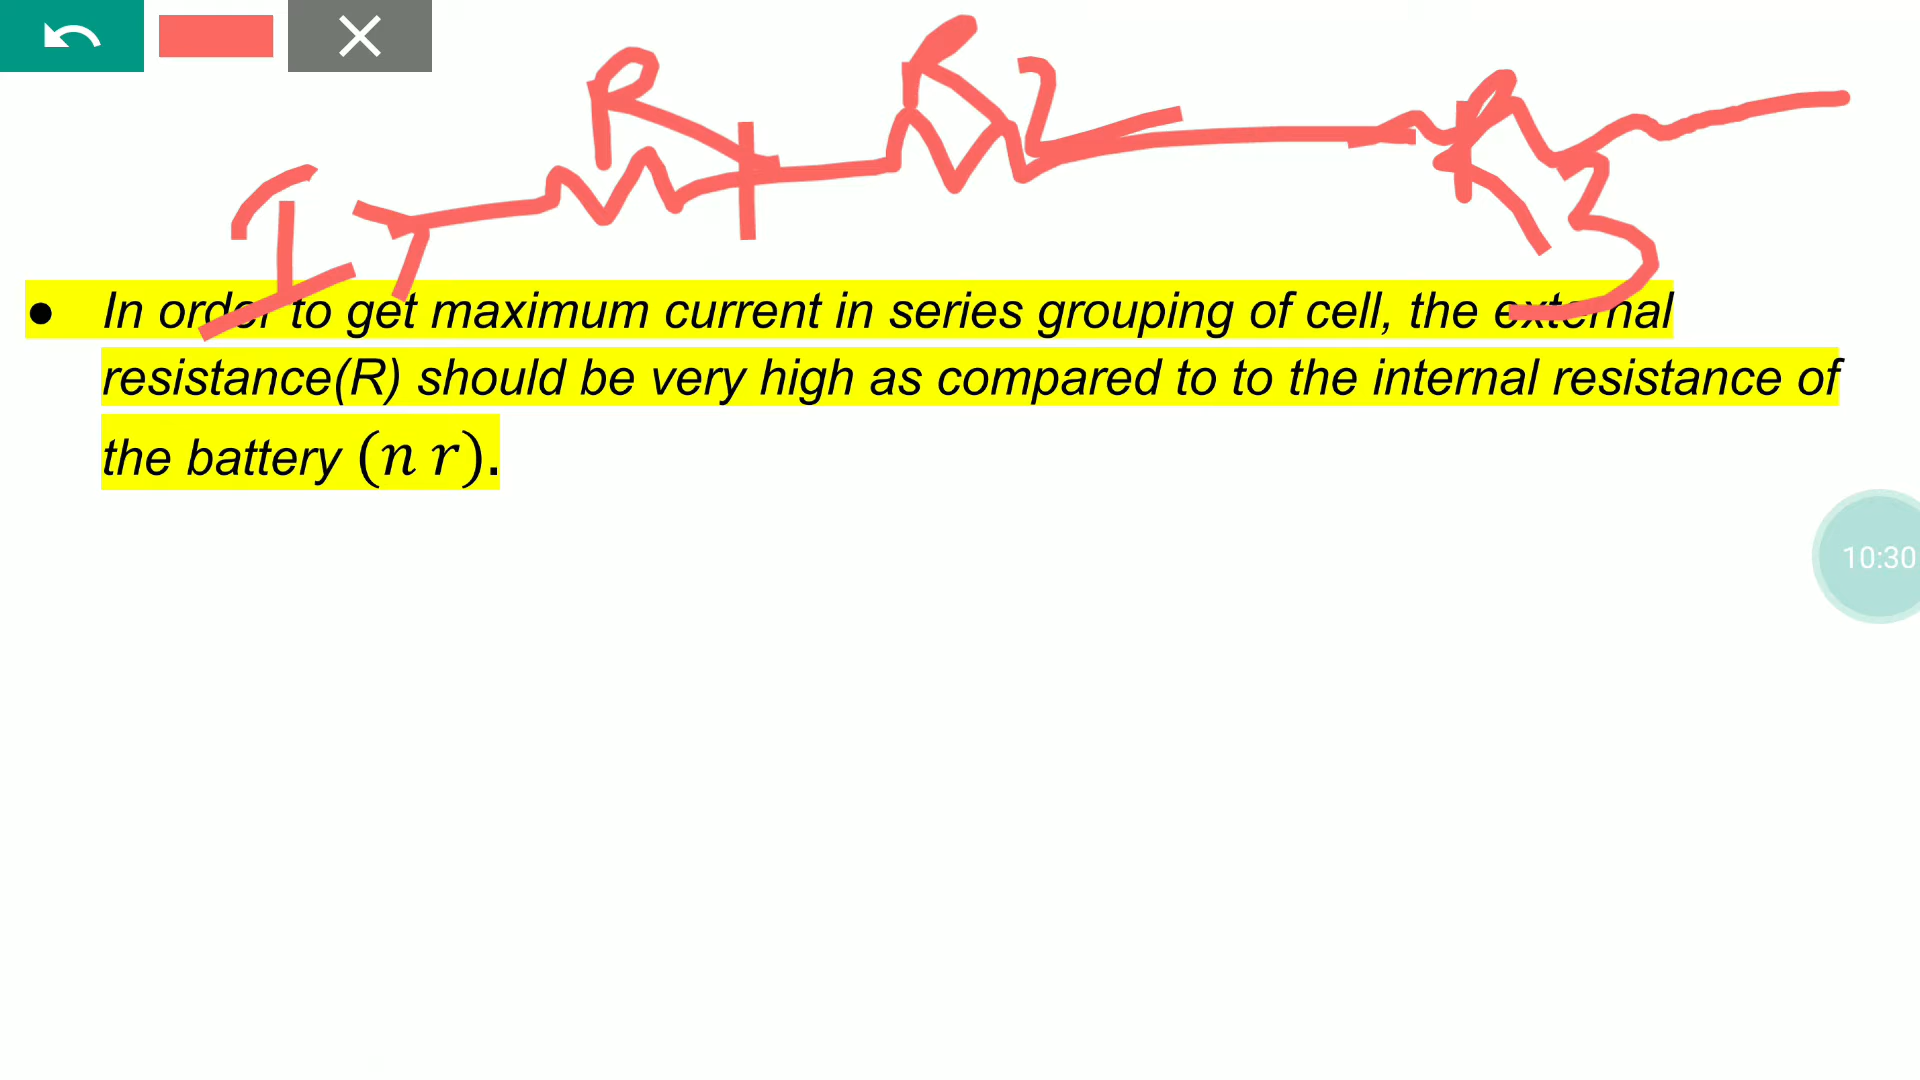 R1 R2 R3
I
● In order to get maximum current in series grouping of cell, the external
resistance(R) should be very high as compared to to the internal resistance of
the battery (n r).
10:30